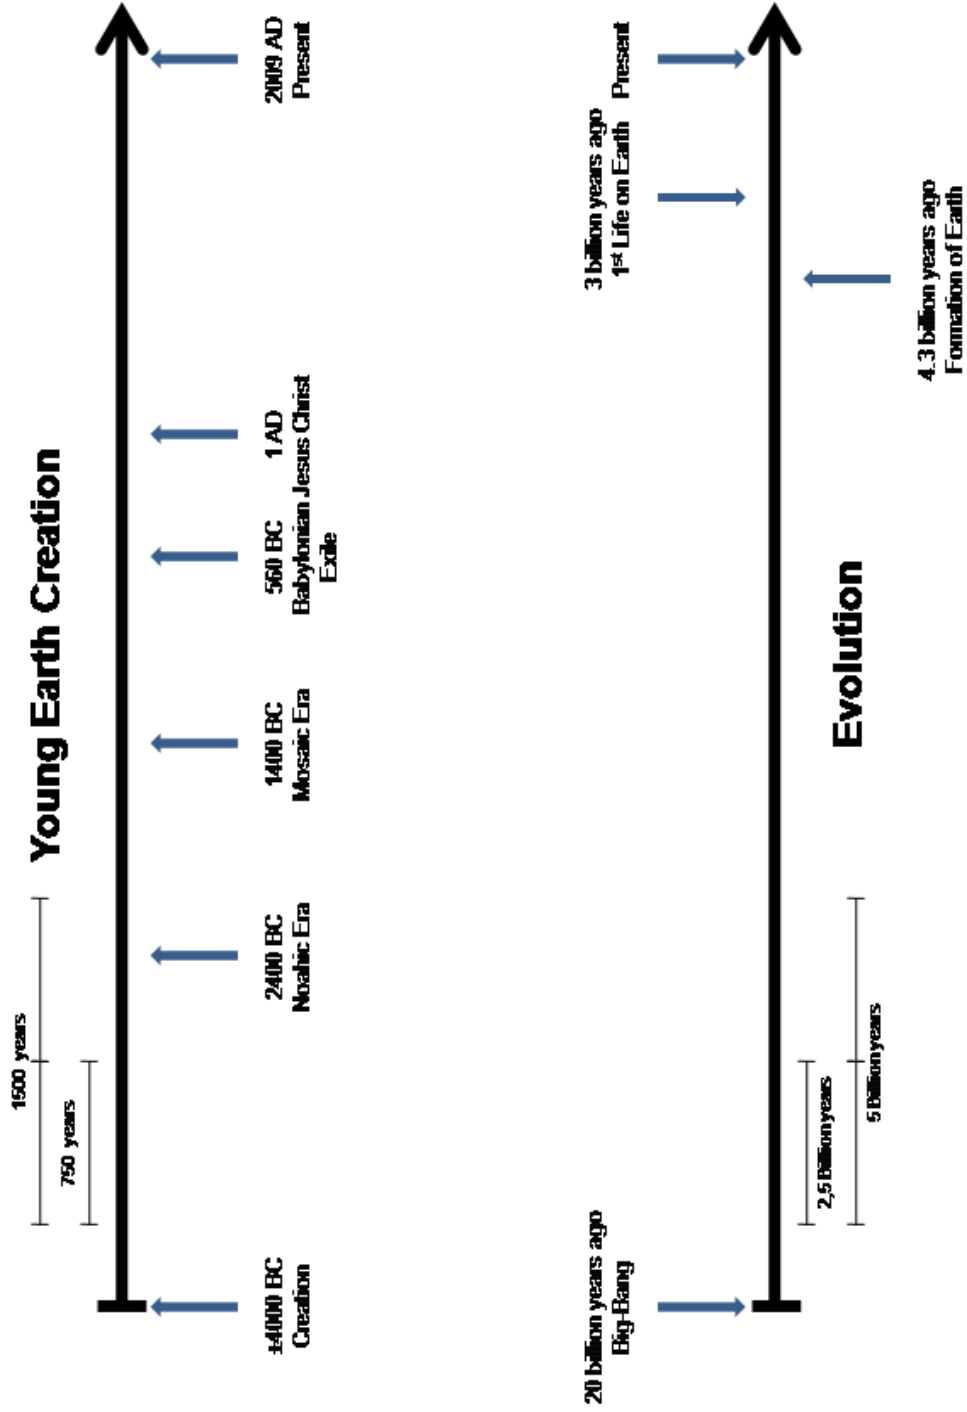 Young Earth Creation
1500 years
750 years
±4000 BC
Creation
2400 BC
Noahic Era
1400 BC
Mosaic Era
560 BC
Babylonian
Exile
1 AD
Jesus Christ
2009 AD
Present
20 billion years ago
Big-Bang
3 billion years ago
1st Life on Earth
Present
4.3 billion years ago
Formation of Earth
2,5 Billion years
5 Billion years
Evolution